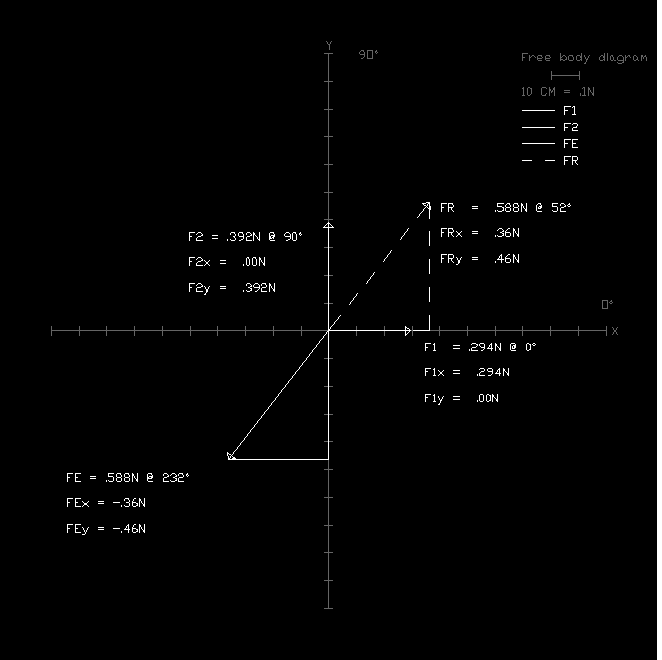 Y
90°
Free body diagram
10 CM = .1N
F1
F2
FE
FR
FR = .588N @ 52°
FRx = .36N
FRy = .46N
F2 = .392N @ 90°
F2x = .00N
F2y = .392N
0°
X
F1 = .294N @ 0°
F1x = .294N
F1y = .00N
FE = .588N @ 232°
FEx = -.36N
FEy = -.46N